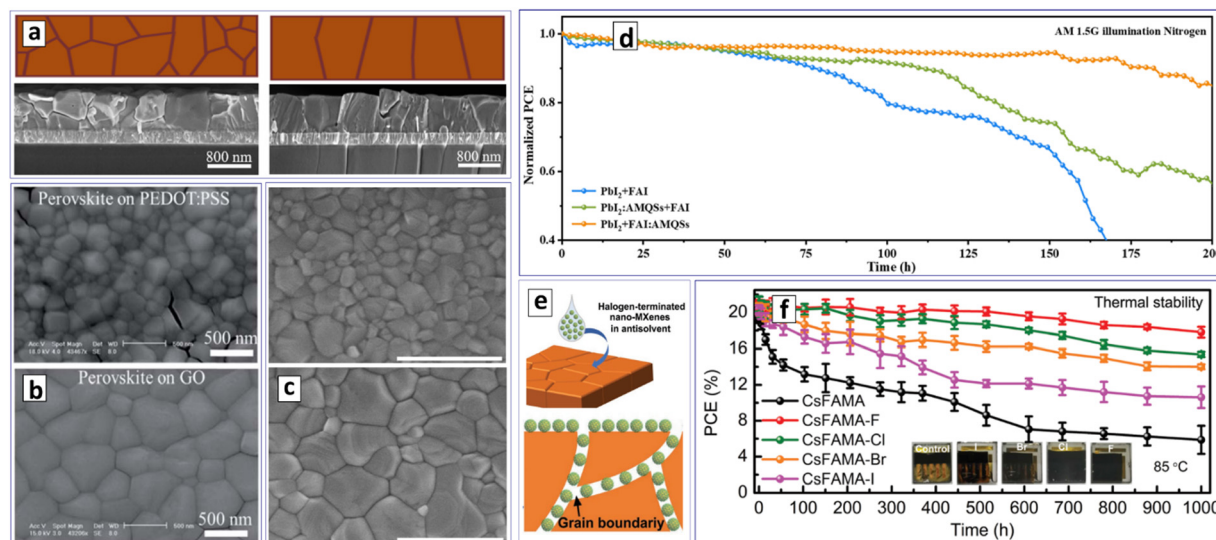 a
800 nm
800 nm
Perovskite on PEDOT:PSS
500 nm
b
Perovskite on GO
500 nm
c
d
AM 1.5G illumination Nitrogen
Normalized PCE
1.0
0.8
0.6
0.4
PbI₂+FAI
PbI₂:AMQSs+FAI
PbI₂+FAI:AMQSs
0 25 50 75 100 125 150 175 200
Time (h)
e
Halogen-terminated
nano-MXenes
in antisolvent
Grain boundariy
f
Thermal stability
PCE (%)
20
16
12
8
4
0
CsFAMA
CsFAMA-F
CsFAMA-Cl
CsFAMA-Br
CsFAMA-I
Control I Br Cl F
85 °C
0 100 200 300 400 500 600 700 800 900 1000
Time (h)